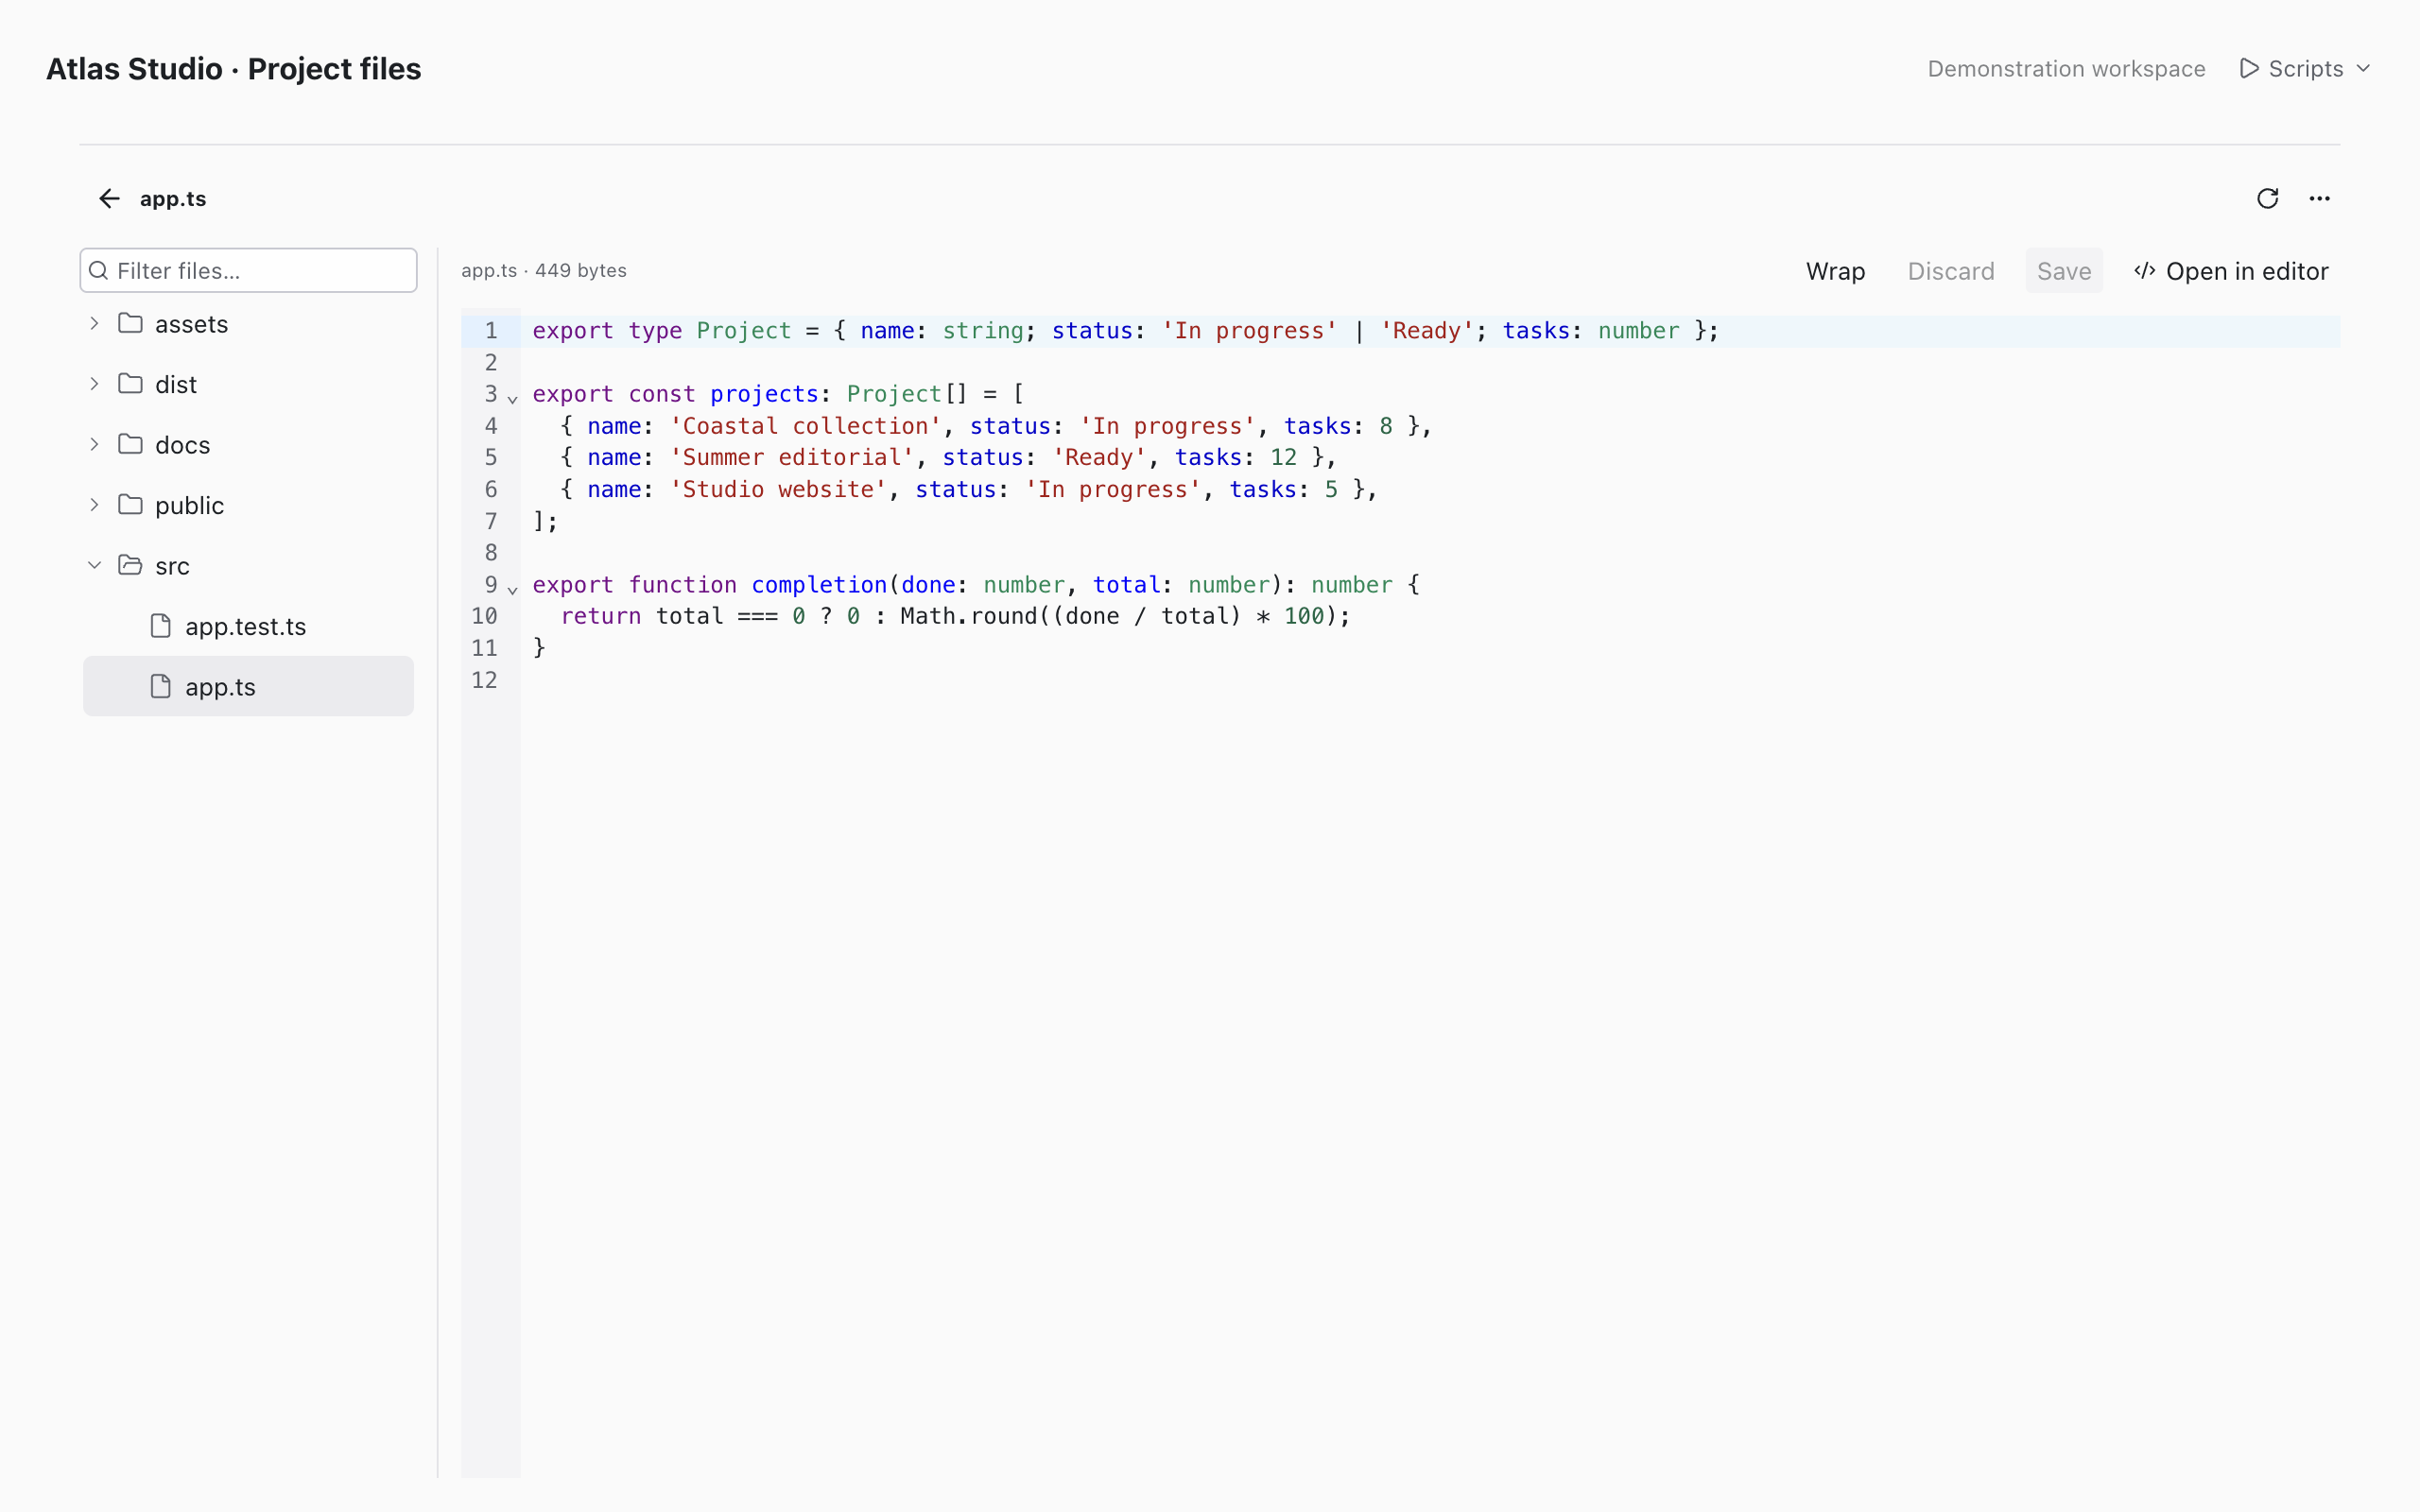 Atlas Studio · Project files
Demonstration workspace
Scripts
app.ts
Filter files...
assets
dist
docs
public
src
app.test.ts
app.ts
app.ts · 449 bytes
Wrap
Discard
Save
</> Open in editor
1 export type Project = { name: string; status: 'In progress' | 'Ready'; tasks: number };
2
3 export const projects: Project[] = [
4   { name: 'Coastal collection', status: 'In progress', tasks: 8 },
5   { name: 'Summer editorial', status: 'Ready', tasks: 12 },
6   { name: 'Studio website', status: 'In progress', tasks: 5 },
7 ];
8
9 export function completion(done: number, total: number): number {
10   return total === 0 ? 0 : Math.round((done / total) * 100);
11 }
12